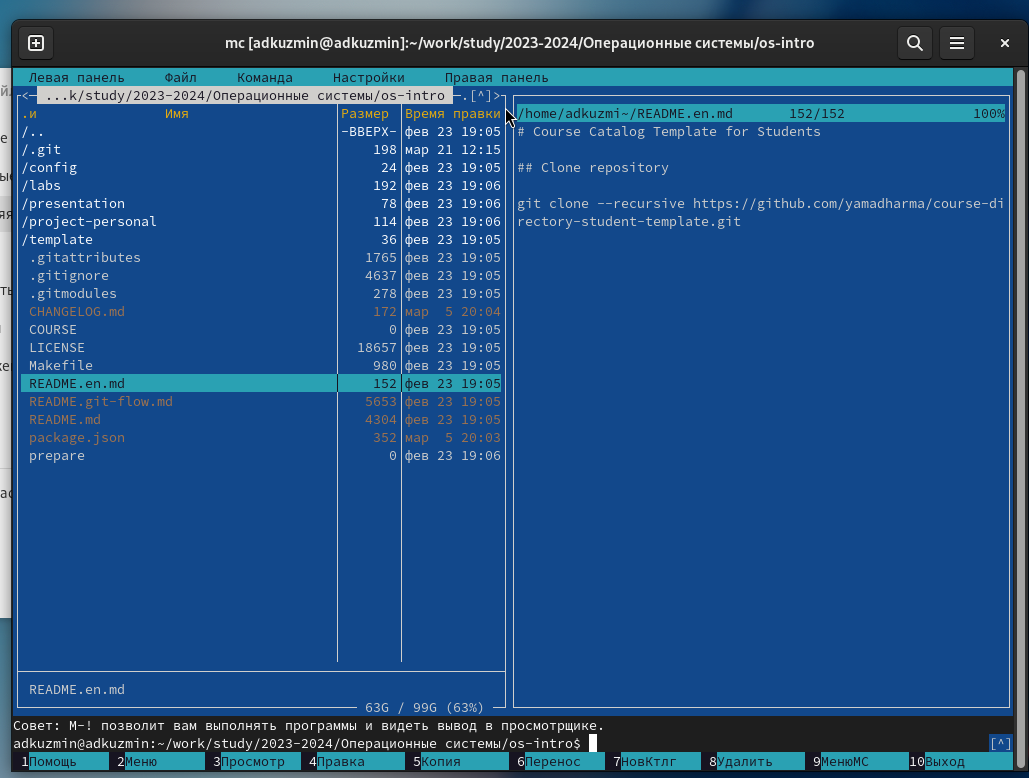 mc [adkuzmin@adkuzmin]:~/work/study/2023-2024/Операционные системы/os-intro
Левая панель Файл Команда Настройки Правая панель
<─ ...k/study/2023-2024/Операционные системы/os-intro ─.[^]>
.и Имя Размер Время правки
/.. -ВВЕРХ- фев 23 19:05
/.git 198 мар 21 12:15
/config 24 фев 23 19:05
/labs 192 фев 23 19:06
/presentation 78 фев 23 19:06
/project-personal 114 фев 23 19:06
/template 36 фев 23 19:05
.gitattributes 1765 фев 23 19:05
.gitignore 4637 фев 23 19:05
.gitmodules 278 фев 23 19:05
CHANGELOG.md 172 мар 5 20:04
COURSE 0 фев 23 19:05
LICENSE 18657 фев 23 19:05
Makefile 980 фев 23 19:05
README.en.md 152 фев 23 19:05
README.git-flow.md 5653 фев 23 19:05
README.md 4304 фев 23 19:05
package.json 352 мар 5 20:03
prepare 0 фев 23 19:06
README.en.md
63G / 99G (63%)
/home/adkuzmi~/README.en.md 152/152 100%
# Course Catalog Template for Students
## Clone repository
git clone --recursive https://github.com/yamadharma/course-di
rectory-student-template.git
Совет: M-! позволит вам выполнять программы и видеть вывод в просмотрщике.
adkuzmin@adkuzmin:~/work/study/2023-2024/Операционные системы/os-intro$ [^]
1Помощь 2Меню 3Просмотр 4Правка 5Копия 6Перенос 7НовКтлг 8Удалить 9МенюMC 10Выход